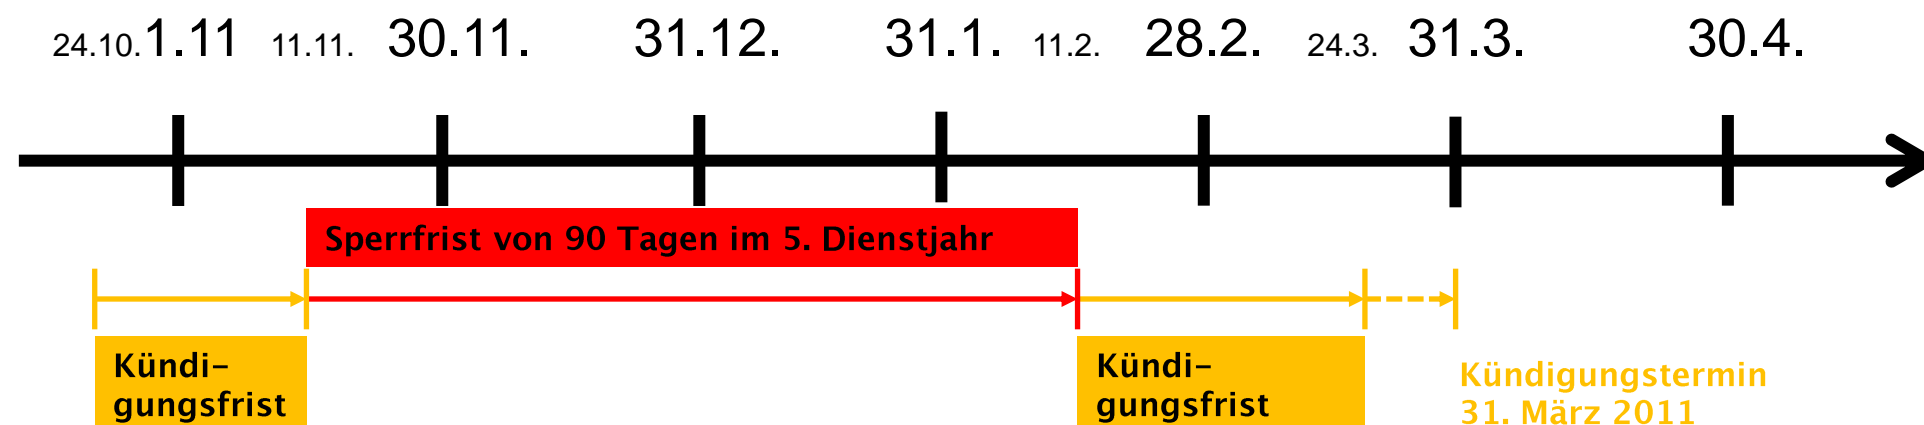 24.10. 1.11 11.11. 30.11. 31.12. 31.1. 11.2. 28.2. 24.3. 31.3. 30.4.
Sperrfrist von 90 Tagen im 5. Dienstjahr
Kündi-
gungsfrist
Kündi-
gungsfrist
Kündigungstermin
31. März 2011